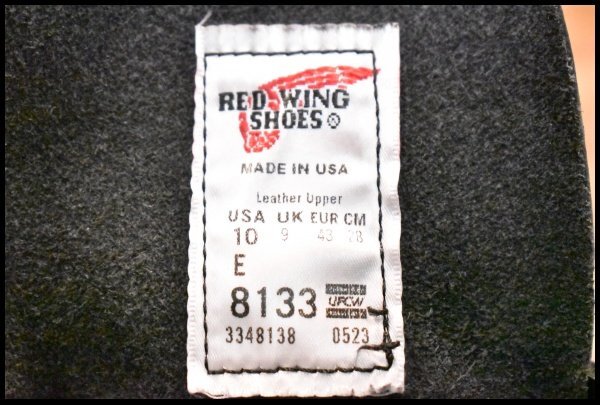 RED WING
SHOES ®
MADE IN USA
Leather Upper
USA UK EUR CM
10 9 43 28
E
8133 UFCW
3348138 0523